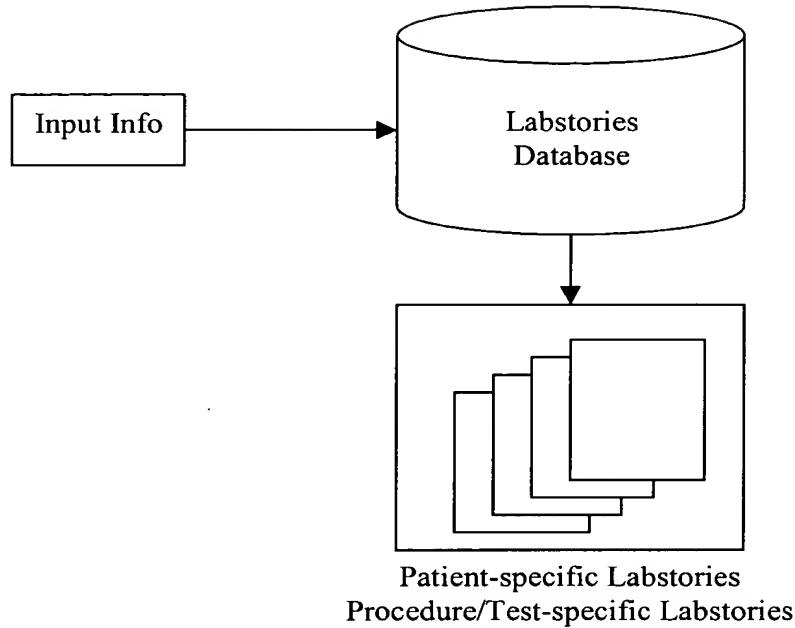 Input Info
Labstories
Database
Patient-specific Labstories
Procedure/Test-specific Labstories